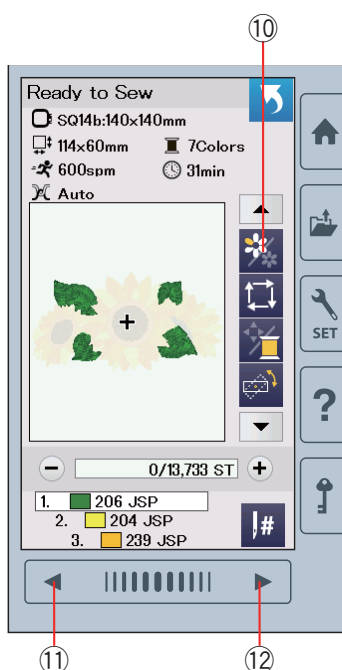 ⑩
Ready to Sew
SQ14b:140x140mm
114x60mm 7Colors
600spm 31min
Auto
SET
?
0/13,733 ST
1. 206 JSP
2. 204 JSP
3. 239 JSP
#
⑪ ⑫